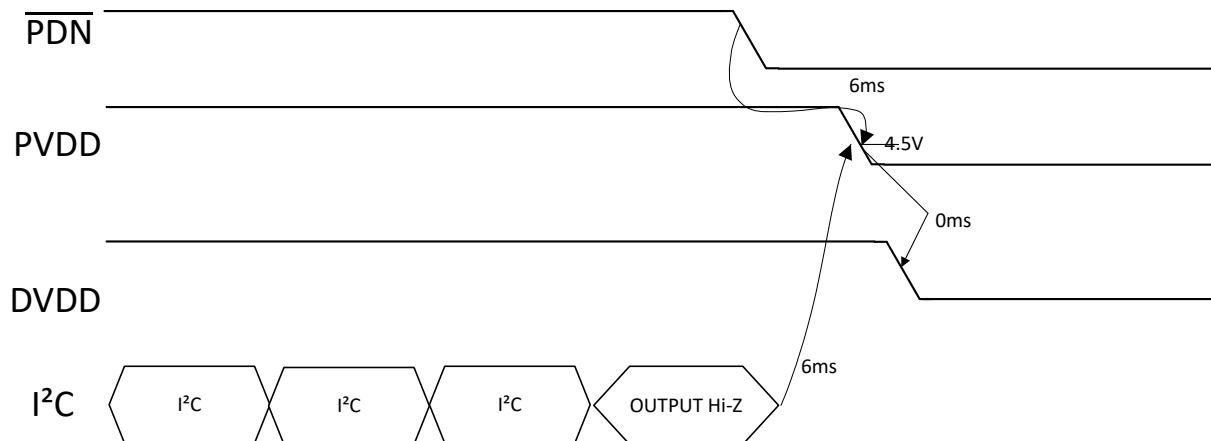 PDN
6ms
PVDD
4.5V
0ms
DVDD
6ms
I²C
I²C
I²C
I²C
OUTPUT Hi-Z